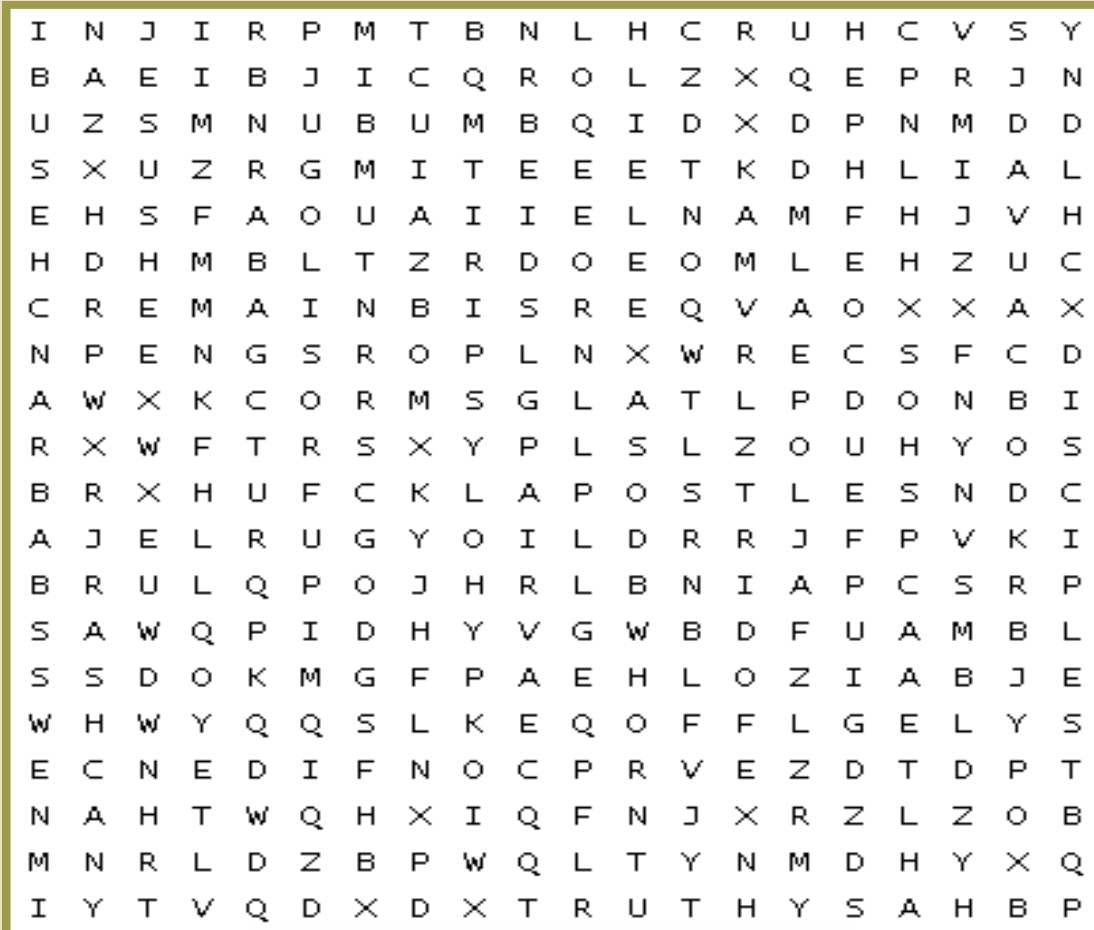 I N J I R P M T B N L H C R U H C V S Y
B A E I B J I C Q R O L Z X Q E P R J N
U Z S M N U B U M B Q I D X D P N M D D
S X U Z R G M I T E E E T K D H L I A L
E H S F A O U A I I E L N A M F H J V H
H D H M B L T Z R D O E O M L E H Z U C
C R E M A I N B I S R E Q V A O X X A X
N P E N G S R O P L N X W R E C S F C D
A W X K C O R M S G L A T L P D O N B I
R X W F T R S X Y P L S L Z O U H Y O S
B R X H U F C K L A P O S T L E S N D C
A J E L R U G Y O I L D R R J F P V K I
B R U L Q P O J H R L B N I A P C S R P
S A W Q P I D H Y V G W B D F U A M B L
S S D O K M G F P A E H L O Z I A B J E
W H W Y Q Q S L K E Q O F F L G E L Y S
E C N E D I F N O C P R V E Z D T D P T
N A H T W Q H X I Q F N J X R Z L Z O B
M N R L D Z B P W Q L T Y N M D H Y X Q
I Y T V Q D X D X T R U T H Y S A H B P